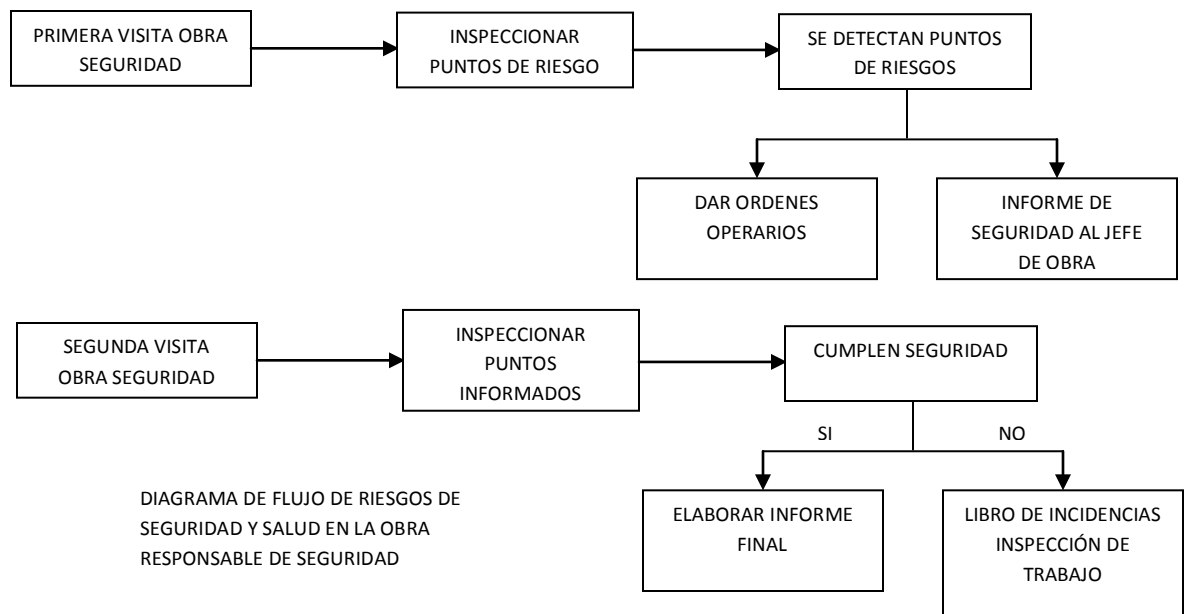 PRIMERA VISITA OBRA
SEGURIDAD
INSPECCIONAR
PUNTOS DE RIESGO
SE DETECTAN PUNTOS
DE RIESGOS
DAR ORDENES
OPERARIOS
INFORME DE
SEGURIDAD AL JEFE
DE OBRA
SEGUNDA VISITA
OBRA SEGURIDAD
INSPECCIONAR
PUNTOS
INFORMADOS
CUMPLEN SEGURIDAD
SI
NO
ELABORAR INFORME
FINAL
LIBRO DE INCIDENCIAS
INSPECCIÓN DE
TRABAJO
DIAGRAMA DE FLUJO DE RIESGOS DE
SEGURIDAD Y SALUD EN LA OBRA
RESPONSABLE DE SEGURIDAD